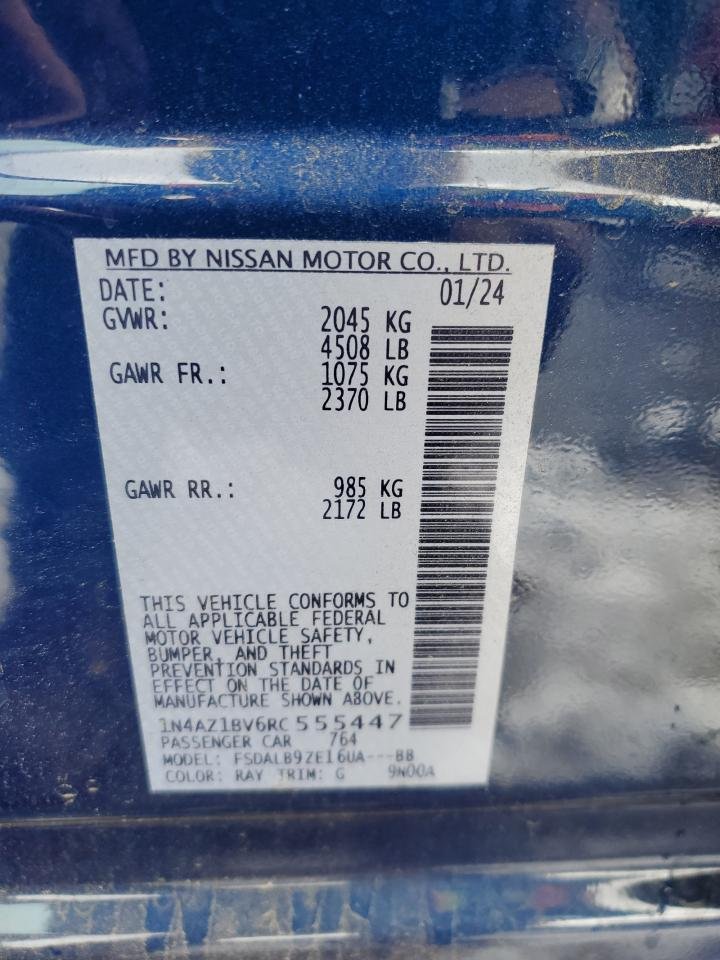 MFD BY NISSAN MOTOR CO., LTD.
DATE: 01/24
GVWR: 2045 KG
4508 LB
GAWR FR.: 1075 KG
2370 LB
GAWR RR.: 985 KG
2172 LB
THIS VEHICLE CONFORMS TO
ALL APPLICABLE FEDERAL
MOTOR VEHICLE SAFETY,
BUMPER, AND THEFT
PREVENTION STANDARDS IN
EFFECT ON THE DATE OF
MANUFACTURE SHOWN ABOVE.
1N4AZ1BV6RC555447
PASSENGER CAR 764
MODEL: FSDALB9ZE16UA---BB
COLOR: RAY TRIM: G 9N00A